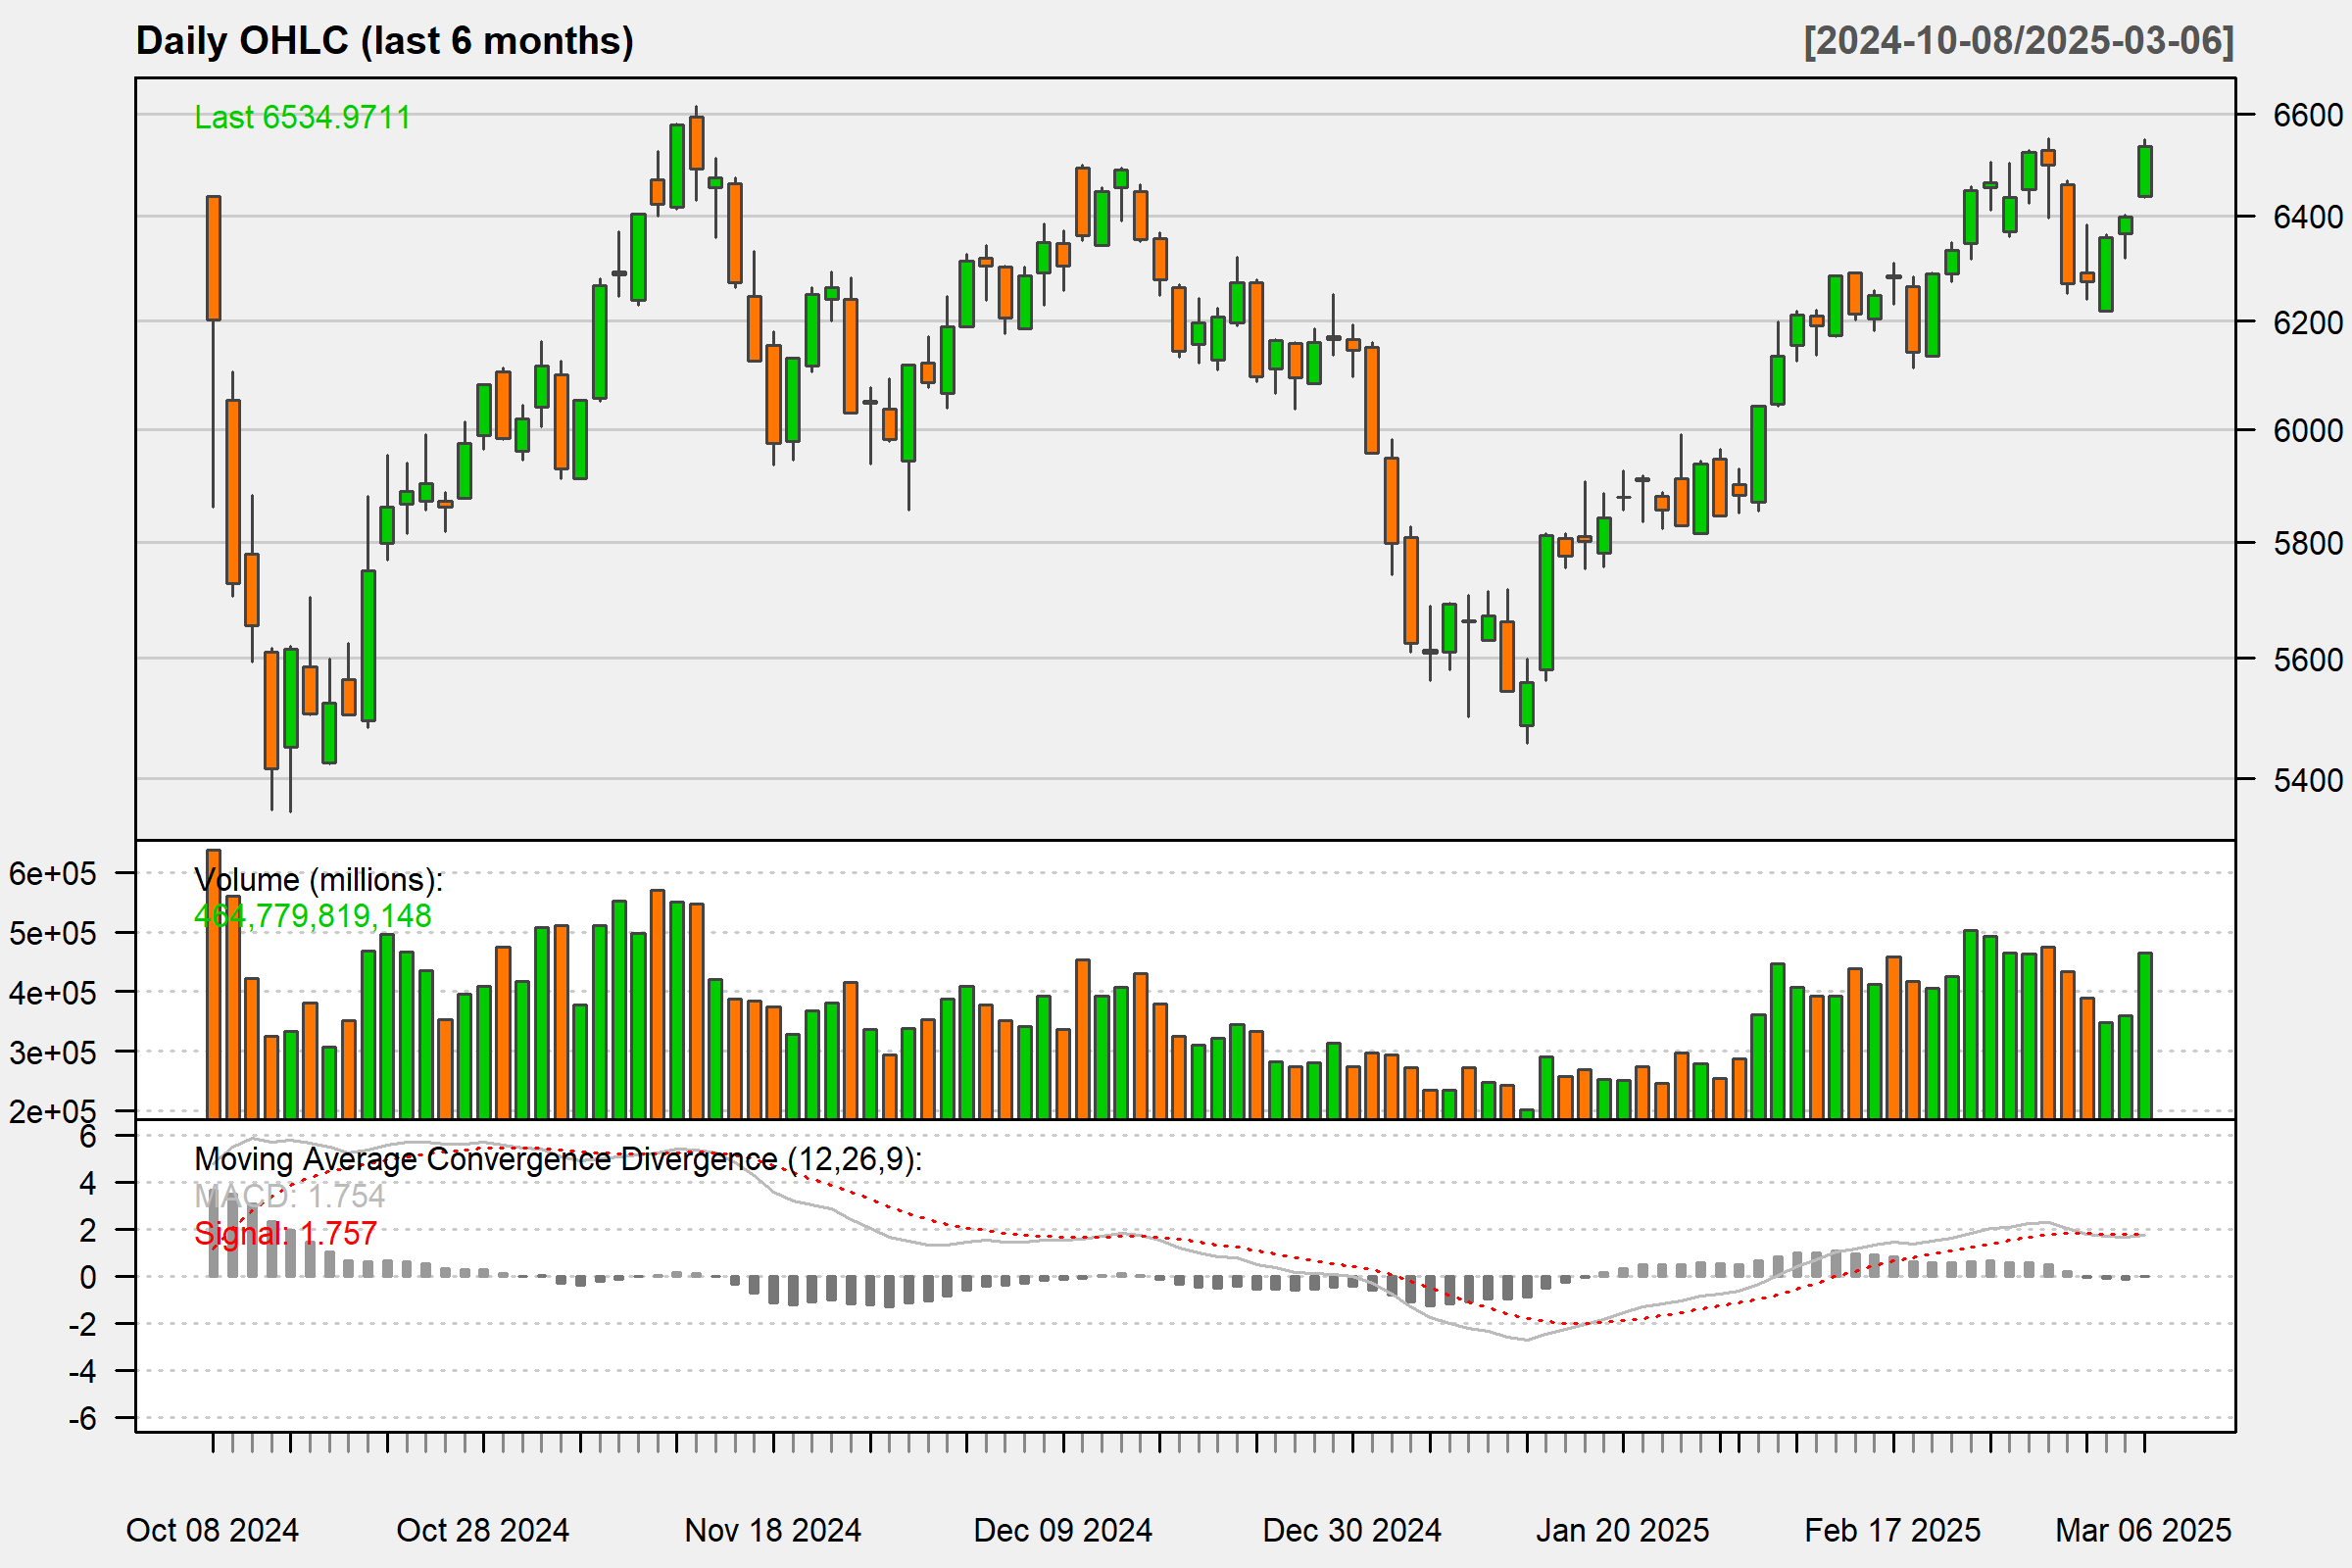 Daily OHLC (last 6 months) [2024-10-08/2025-03-06]
Last 6534.9711
6600
6400
6200
6000
5800
5600
5400
Volume (millions):
464,779,819,148
6e+05
5e+05
4e+05
3e+05
2e+05
Moving Average Convergence Divergence (12,26,9):
MACD: 1.754
Signal: 1.757
6
4
2
0
-2
-4
-6
Oct 08 2024 Oct 28 2024 Nov 18 2024 Dec 09 2024 Dec 30 2024 Jan 20 2025 Feb 17 2025 Mar 06 2025